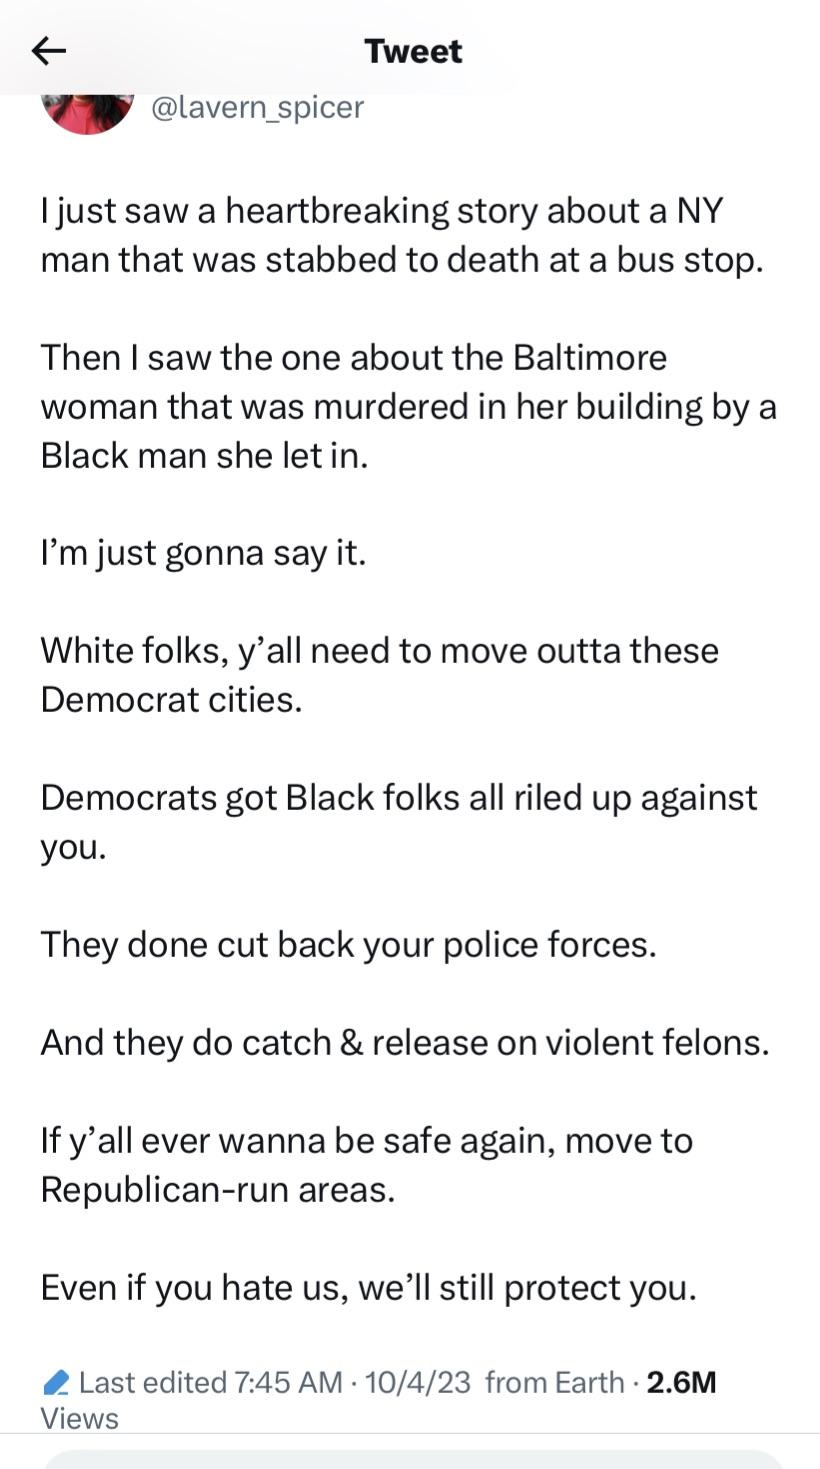 Tweet
@lavern_spicer
I just saw a heartbreaking story about a NY
man that was stabbed to death at a bus stop.
Then I saw the one about the Baltimore
woman that was murdered in her building by a
Black man she let in.
I’m just gonna say it.
White folks, y’all need to move outta these
Democrat cities.
Democrats got Black folks all riled up against
you.
They done cut back your police forces.
And they do catch & release on violent felons.
If y’all ever wanna be safe again, move to
Republican-run areas.
Even if you hate us, we’ll still protect you.
Last edited 7:45 AM · 10/4/23 from Earth · 2.6M
Views